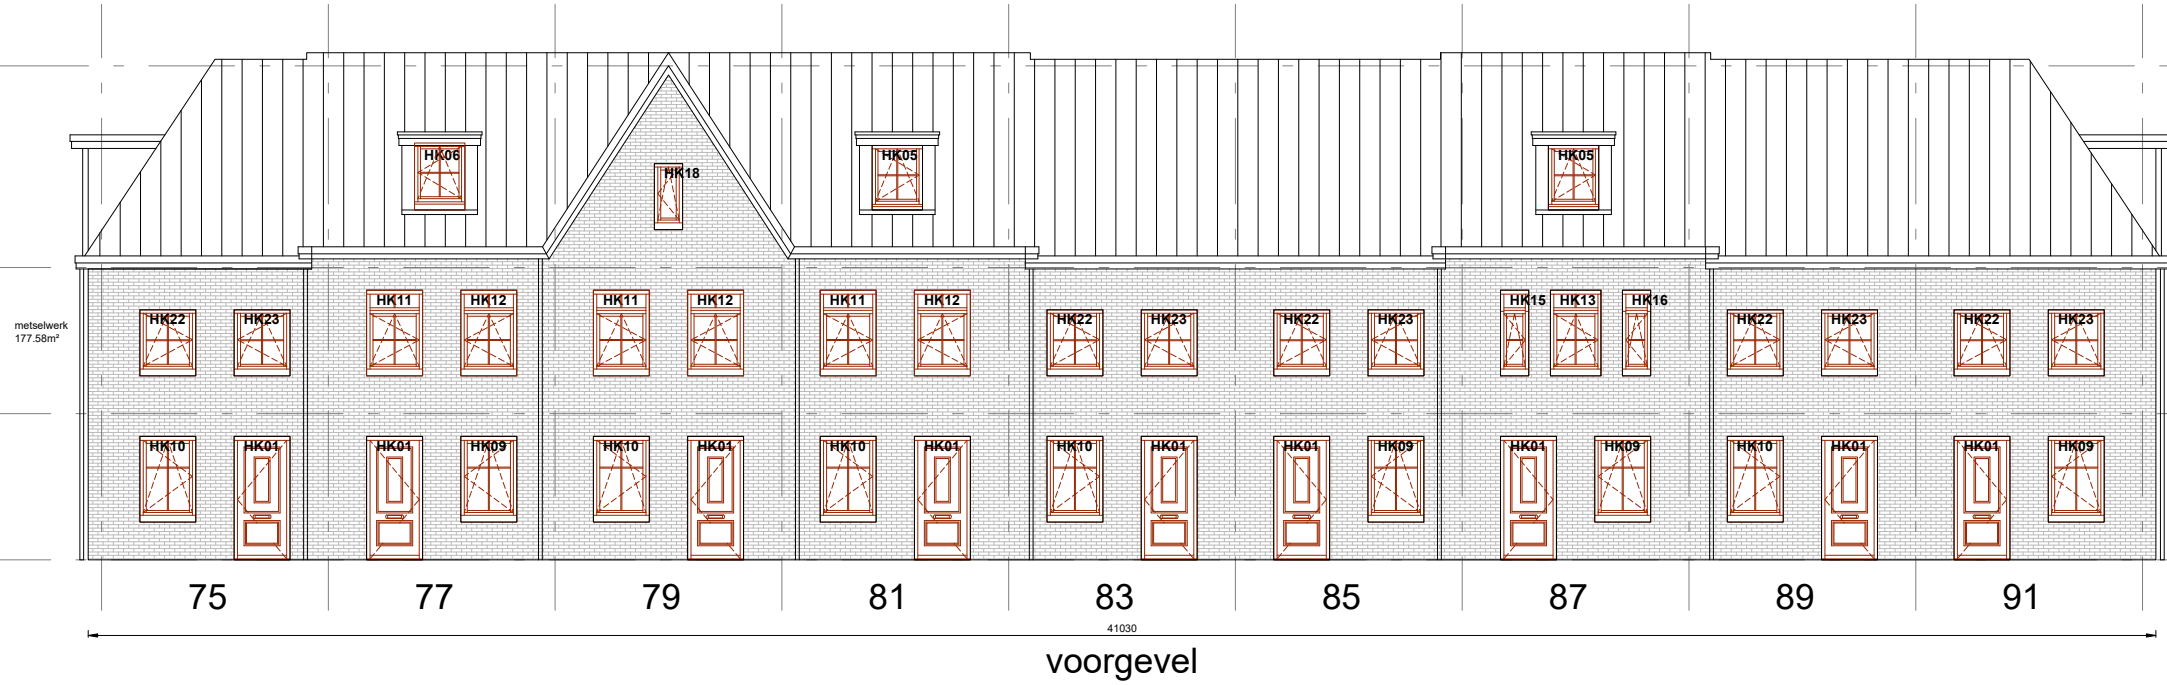 HK06 HK05 HK05
HK18
HK11 HK12 HK11 HK12 HK11 HK12 HK15 HK13 HK16
HK22 HK23 HK22 HK23 HK22 HK23 HK22 HK23 HK22 HK23
metselwerk
177.58m²
HK10 HK01 HK01 HK09 HK10 HK01 HK10 HK01 HK10 HK01 HK01 HK09 HK01 HK09 HK10 HK01 HK01 HK09
75 77 79 81 83 85 87 89 91
41030
voorgevel